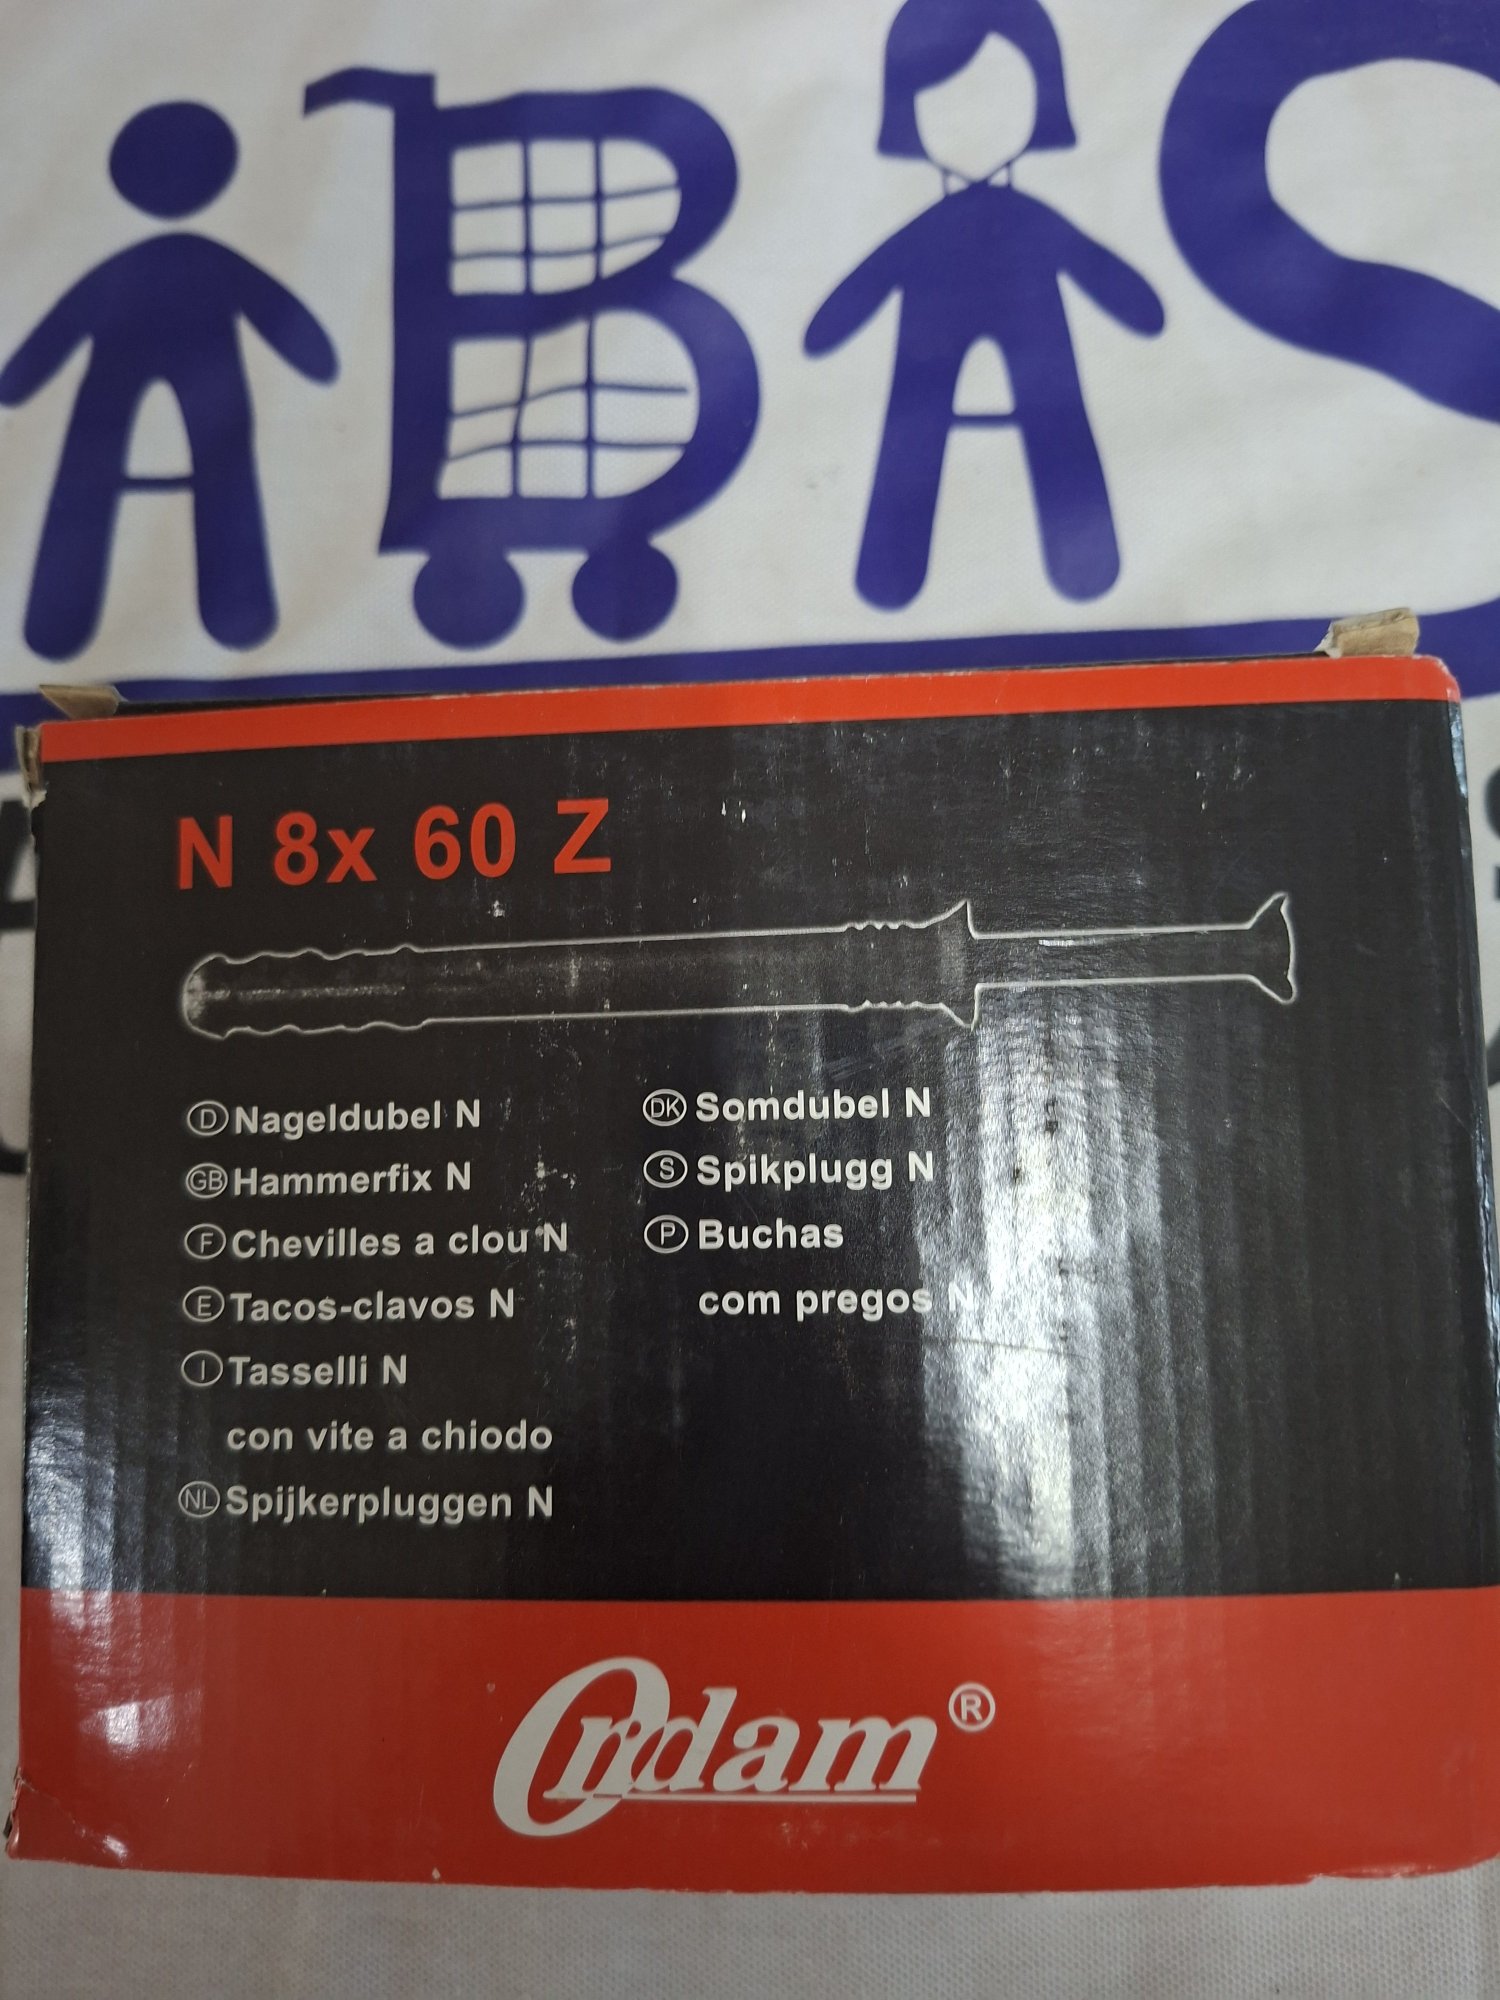 ABAS
N 8x 60 Z
D Nageldubel N
GB Hammerfix N
F Chevilles a clou N
E Tacos-clavos N
I Tasselli N
con vite a chiodo
NL Spijkerpluggen N
DK Somdubel N
S Spikplugg N
P Buchas
com pregos N
Ordam ®